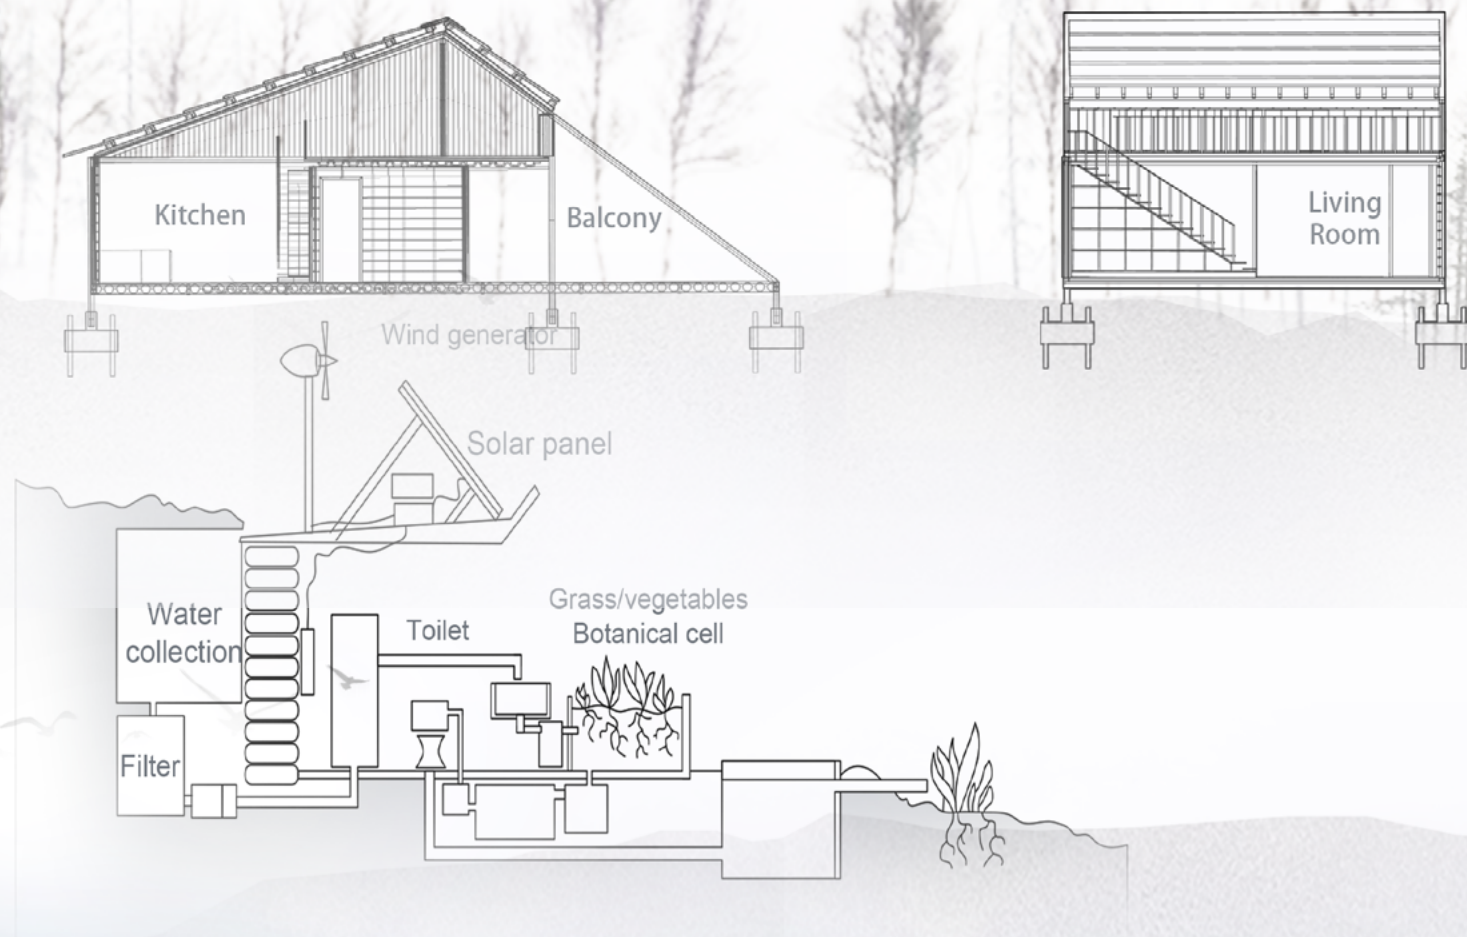 Kitchen
Balcony
Living
Room
Wind generator
Solar panel
Water
collection
Toilet
Grass/vegetables
Botanical cell
Filter